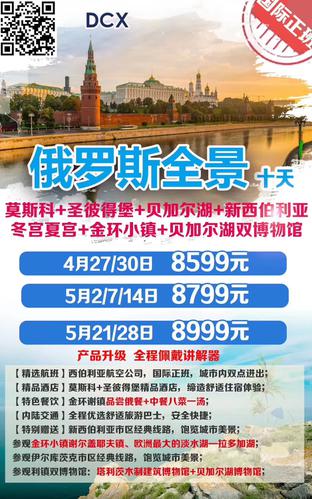 DCX
国际正班
俄罗斯全景 十天
莫斯科+圣彼得堡+贝加尔湖+新西伯利亚
冬宫夏宫+金环小镇+贝加尔湖双博物馆
4月27/30日 8599元
5月2/7/14日 8799元
5月21/28日 8999元
产品升级 全程佩戴讲解器
【精选航班】西伯利亚航空公司,国际正班,城市内双点进出;
【精品酒店】莫斯科+圣彼得堡精品酒店,缔造舒适住宿体验;
【特色餐饮】金环谢镇品岩俄餐+中餐八菜一汤;
【内陆交通】全程优选舒适旅游巴士,安全快捷;
【特别赠送】新西伯利亚市区经典线路,饱览城市美景;
参观金环小镇谢尔盖耶夫镇、欧洲最大的淡水湖一拉多加湖;
参观伊尔库茨克市区经典线路,饱览城市美景;
参观利镇双博物馆:塔利茨木制建筑博物馆+贝加尔湖博物馆;